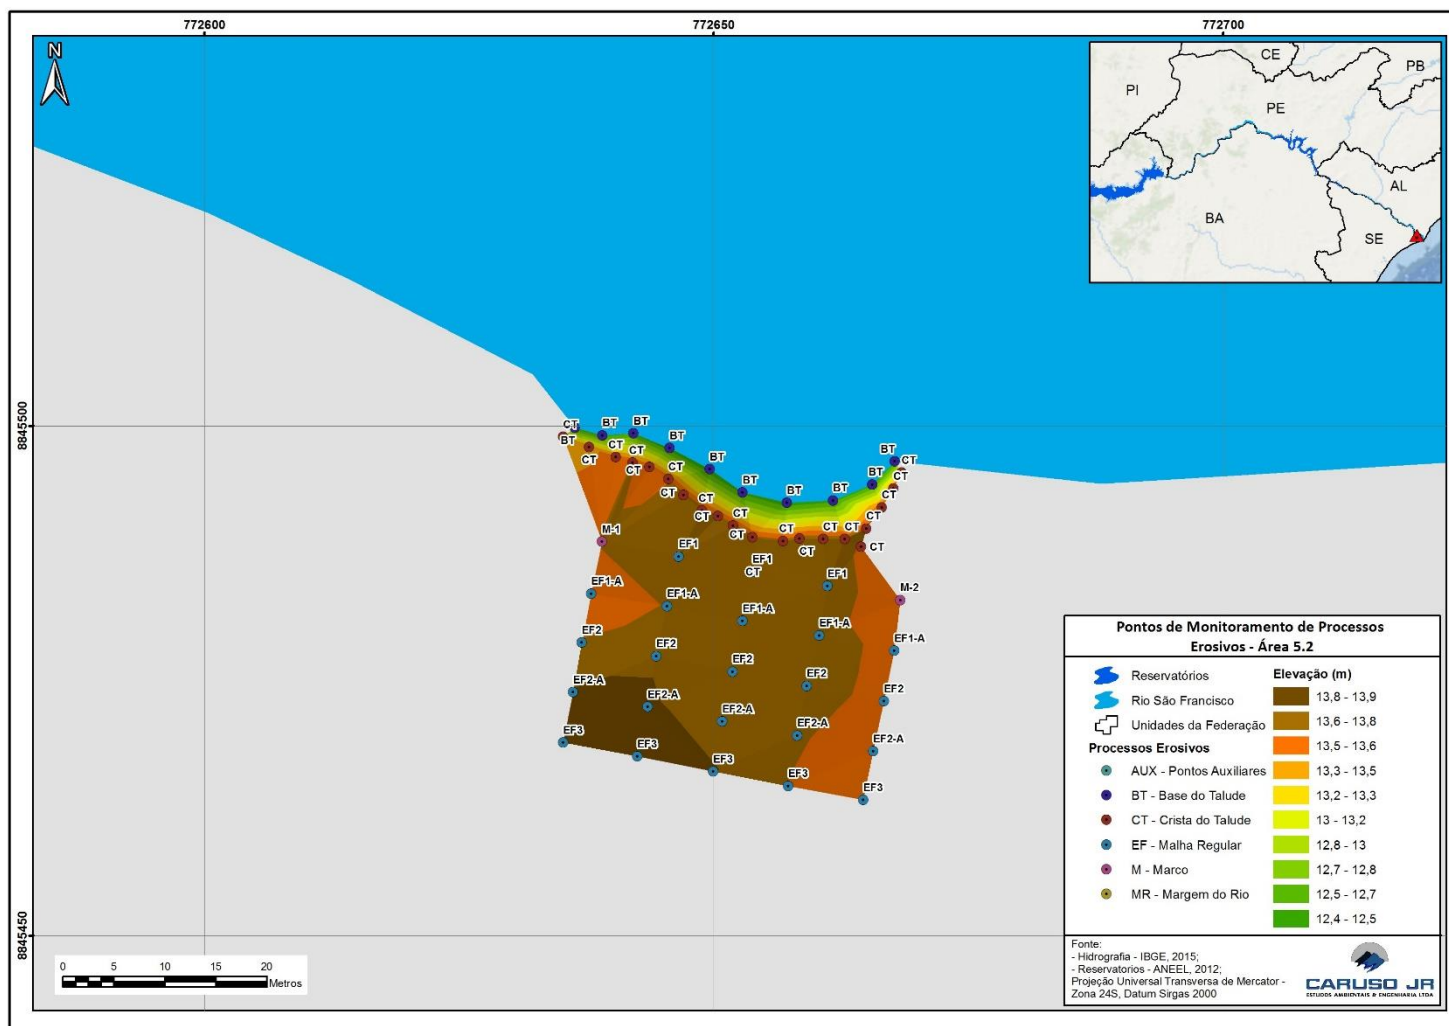 772600
772650
772700
N
CE
PB
PI
PE
AL
BA
SE
8845500
CT
BT
BT
BT
BT
BT
CT
CT
CT
CT
CT
CT
CT
CT
BT
BT
BT
BT
BT
CT
CT
CT
CT
CT
CT
CT
CT
CT
M-1
EF1
EF1
CT
EF1
M-2
EF1-A
EF1-A
EF1-A
EF1-A
EF1-A
EF2
EF2
EF2
EF2
EF2
EF2-A
EF2-A
EF2-A
EF2-A
EF2-A
EF3
EF3
EF3
EF3
EF3
8845450
0 5 10 20
Metros
Pontos de Monitoramento de Processos
Erosivos - Área 5.2
Reservatórios
Rio São Francisco
Unidades da Federação
Processos Erosivos
AUX - Pontos Auxiliares
BT - Base do Talude
CT - Crista do Talude
EF - Malha Regular
M - Marco
MR - Margem do Rio
Elevação (m)
13,8 - 13,9
13,6 - 13,8
13,5 - 13,6
13,3 - 13,5
13,2 - 13,3
13 - 13,2
12,8 - 13
12,7 - 12,8
12,5 - 12,7
12,4 - 12,5
Fonte:
- Hidrografia - IBGE, 2015;
- Reservatorios - ANEEL, 2012;
Projeção Universal Transversa de Mercator -
Zona 24S, Datum Sirgas 2000
CARUSO JR
ESTUDOS AMBIENTAIS & ENGENHARIA LTDA